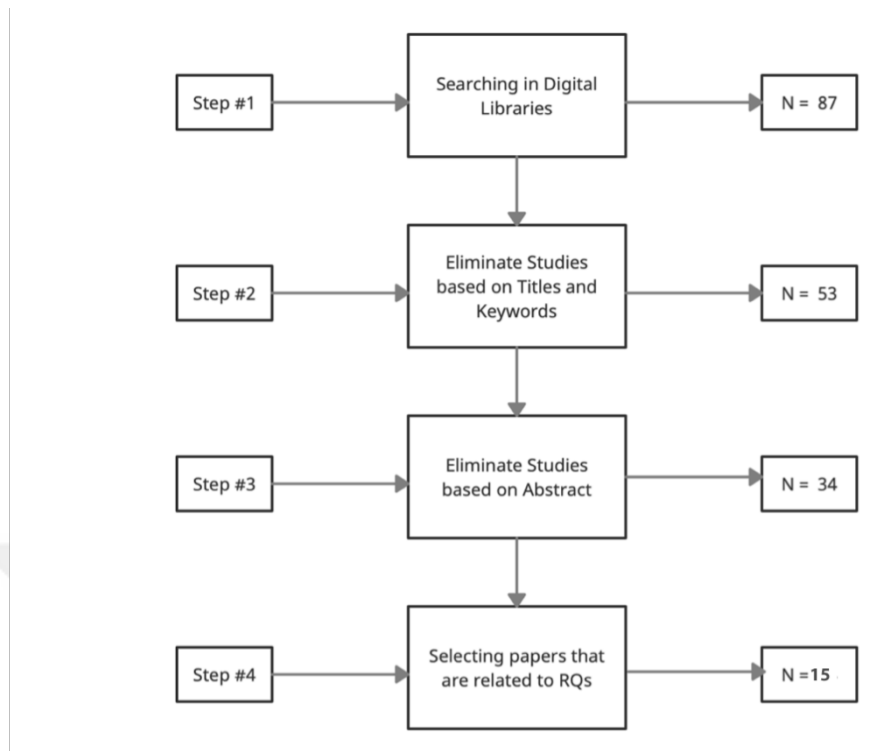 Step #1
Searching in Digital
Libraries
N = 87
Step #2
Eliminate Studies
based on Titles and
Keywords
N = 53
Step #3
Eliminate Studies
based on Abstract
N = 34
Step #4
Selecting papers that
are related to RQs
N =15